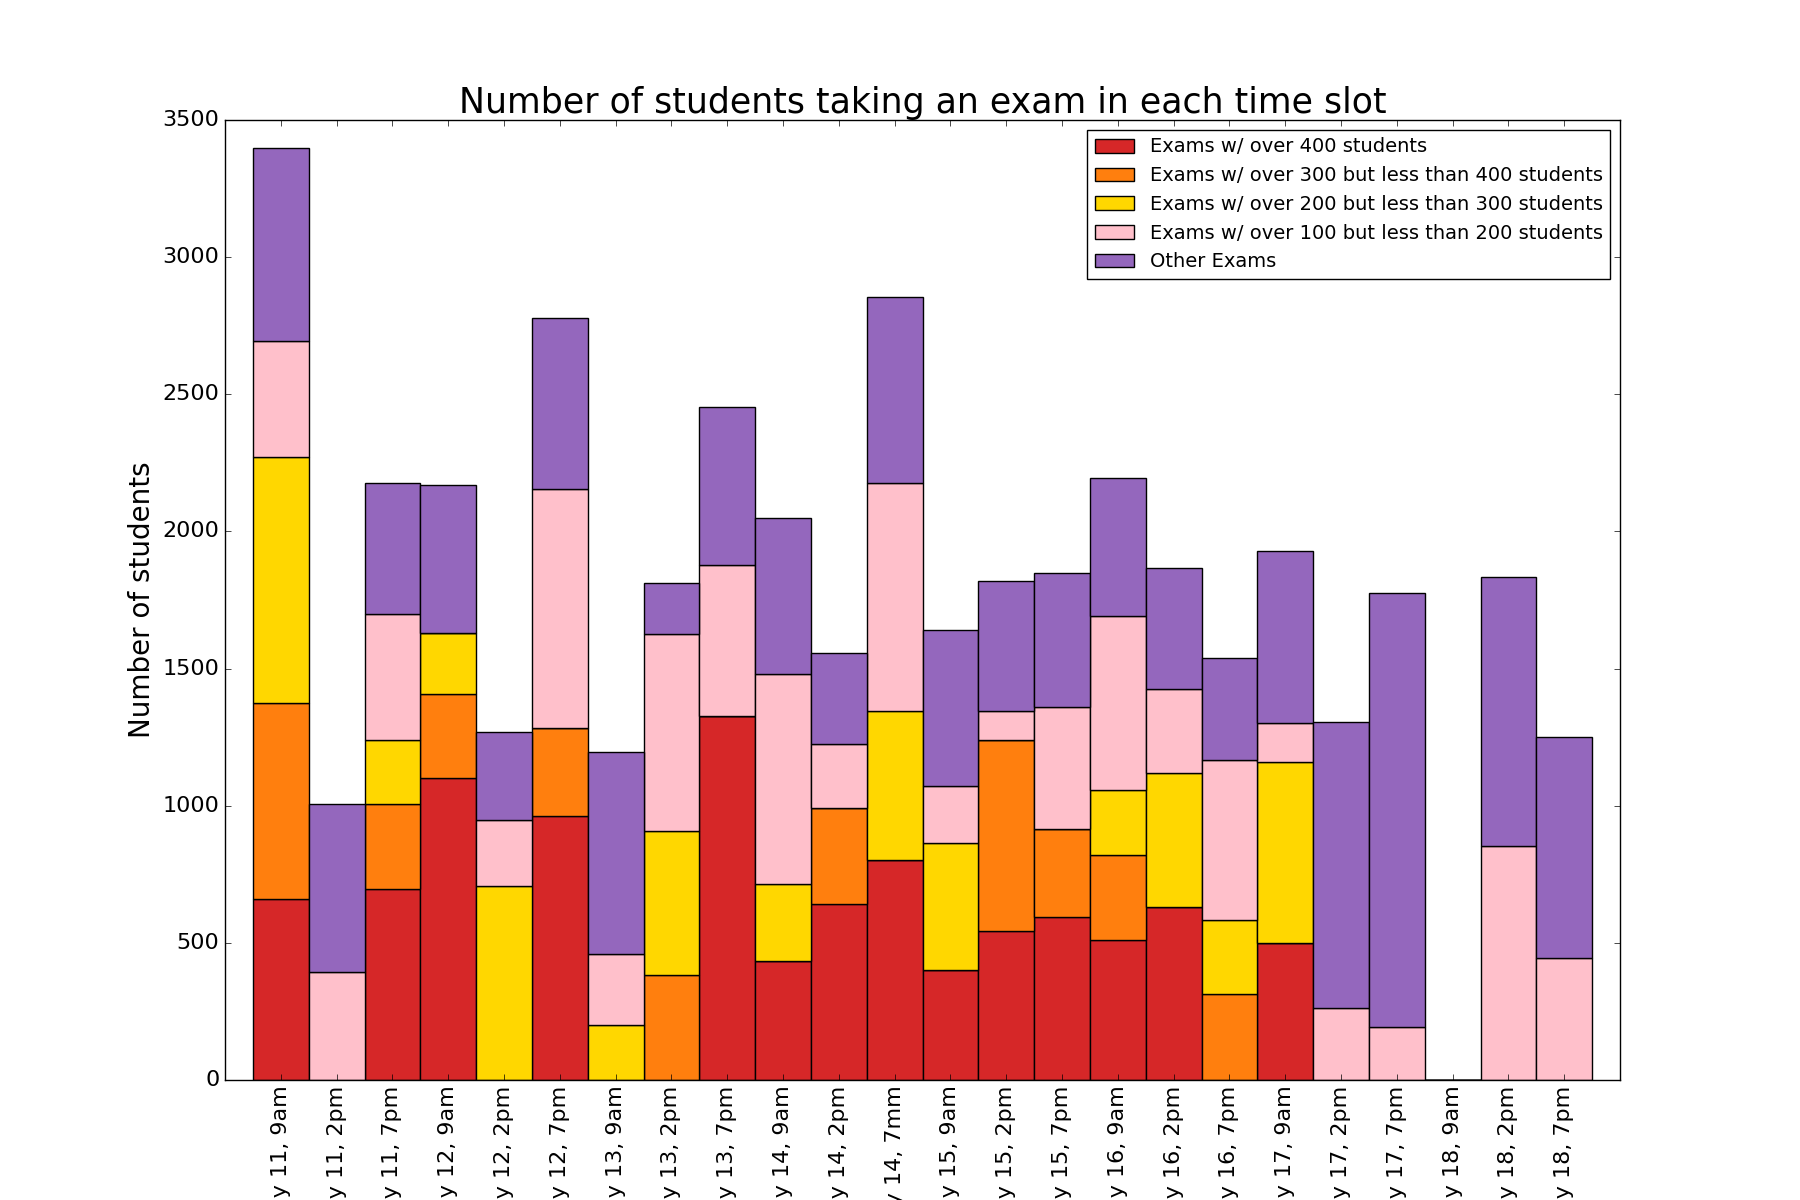 Number of students taking an exam in each time slot
Exams w/ over 400 students
Exams w/ over 300 but less than 400 students
Exams w/ over 200 but less than 300 students
Exams w/ over 100 but less than 200 students
Other Exams
Number of students
3500
3000
2500
2000
1500
1000
500
0
y 11, 9am
y 11, 2pm
y 11, 7pm
y 12, 9am
y 12, 2pm
y 12, 7pm
y 13, 9am
y 13, 2pm
y 13, 7pm
y 14, 9am
y 14, 2pm
y 14, 7mm
y 15, 9am
y 15, 2pm
y 15, 7pm
y 16, 9am
y 16, 2pm
y 16, 7pm
y 17, 9am
y 17, 2pm
y 17, 7pm
y 18, 9am
y 18, 2pm
y 18, 7pm